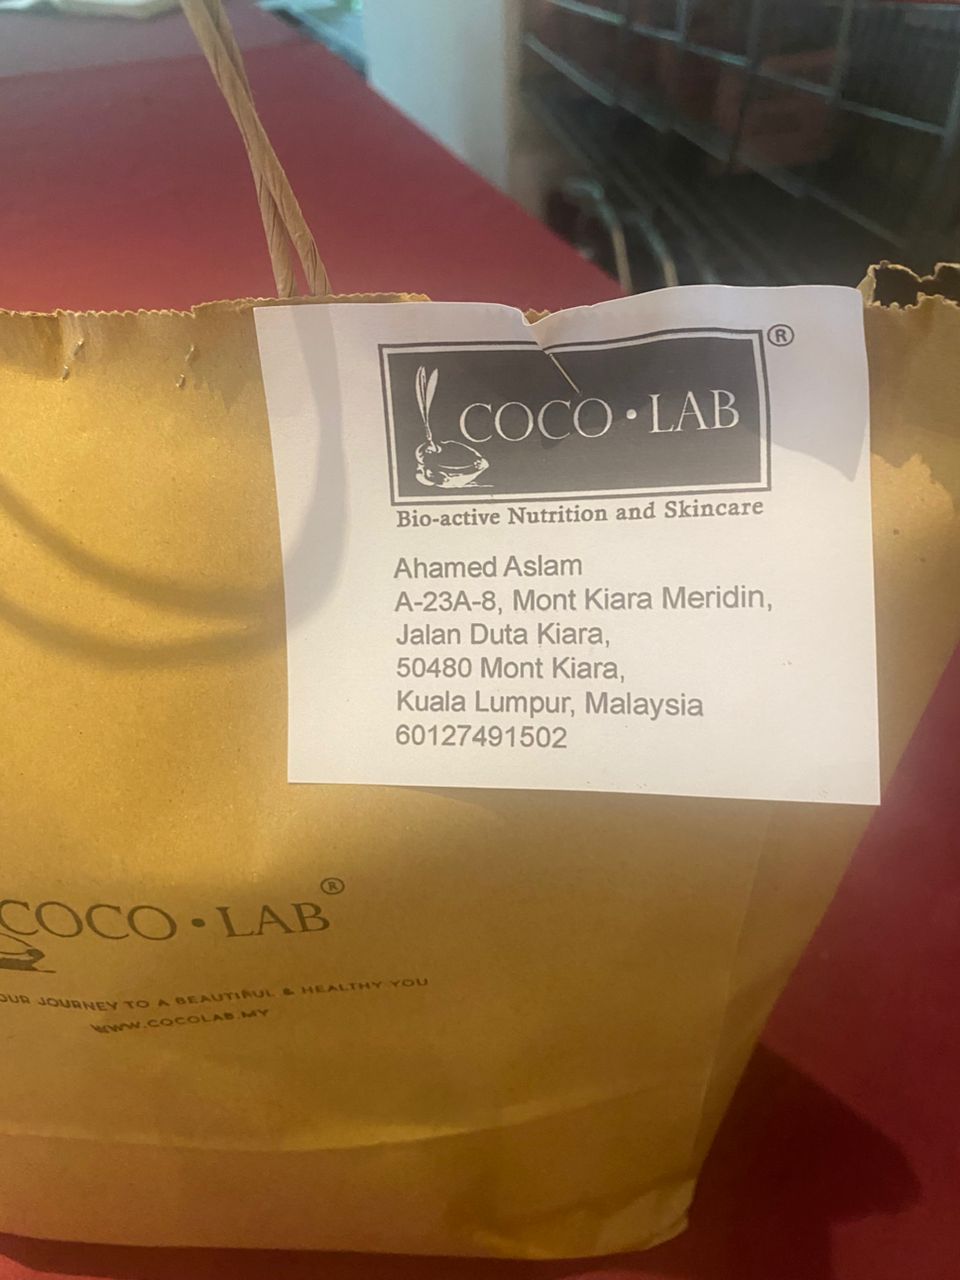 COCO • LAB ®
Bio-active Nutrition and Skincare
Ahamed Aslam
A-23A-8, Mont Kiara Meridin,
Jalan Duta Kiara,
50480 Mont Kiara,
Kuala Lumpur, Malaysia
60127491502
COCO • LAB ®
OUR JOURNEY TO A BEAUTIFUL & HEALTHY YOU
WWW.COCOLAB.MY